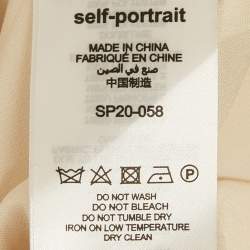 self-portrait
MADE IN CHINA
FABRIQUÉ EN CHINE
صنع في الصين
中国制造
SP20-058
P
DO NOT WASH
DO NOT BLEACH
DO NOT TUMBLE DRY
IRON ON LOW TEMPERATURE
DRY CLEAN